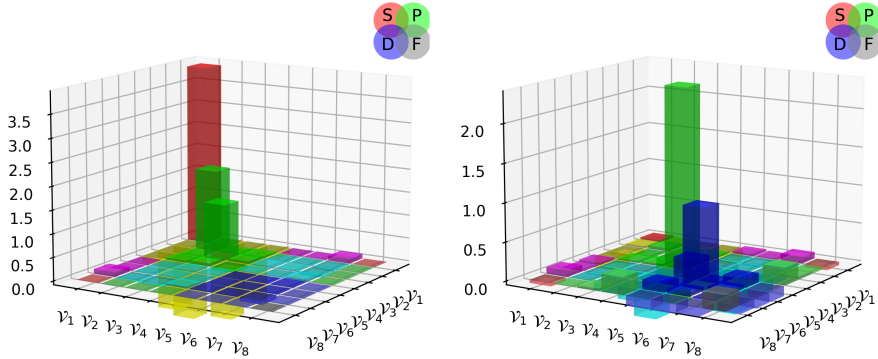 S P
D F
3.5
3.0
2.5
2.0
1.5
1.0
0.5
0.0
𝒱₁ 𝒱₂ 𝒱₃ 𝒱₄ 𝒱₅ 𝒱₆ 𝒱₇ 𝒱₈
𝒱₈ 𝒱₇ 𝒱₆ 𝒱₅ 𝒱₄ 𝒱₃ 𝒱₂ 𝒱₁
S P
D F
2.0
1.5
1.0
0.5
0.0
𝒱₁ 𝒱₂ 𝒱₃ 𝒱₄ 𝒱₅ 𝒱₆ 𝒱₇ 𝒱₈
𝒱₈ 𝒱₇ 𝒱₆ 𝒱₅ 𝒱₄ 𝒱₃ 𝒱₂ 𝒱₁